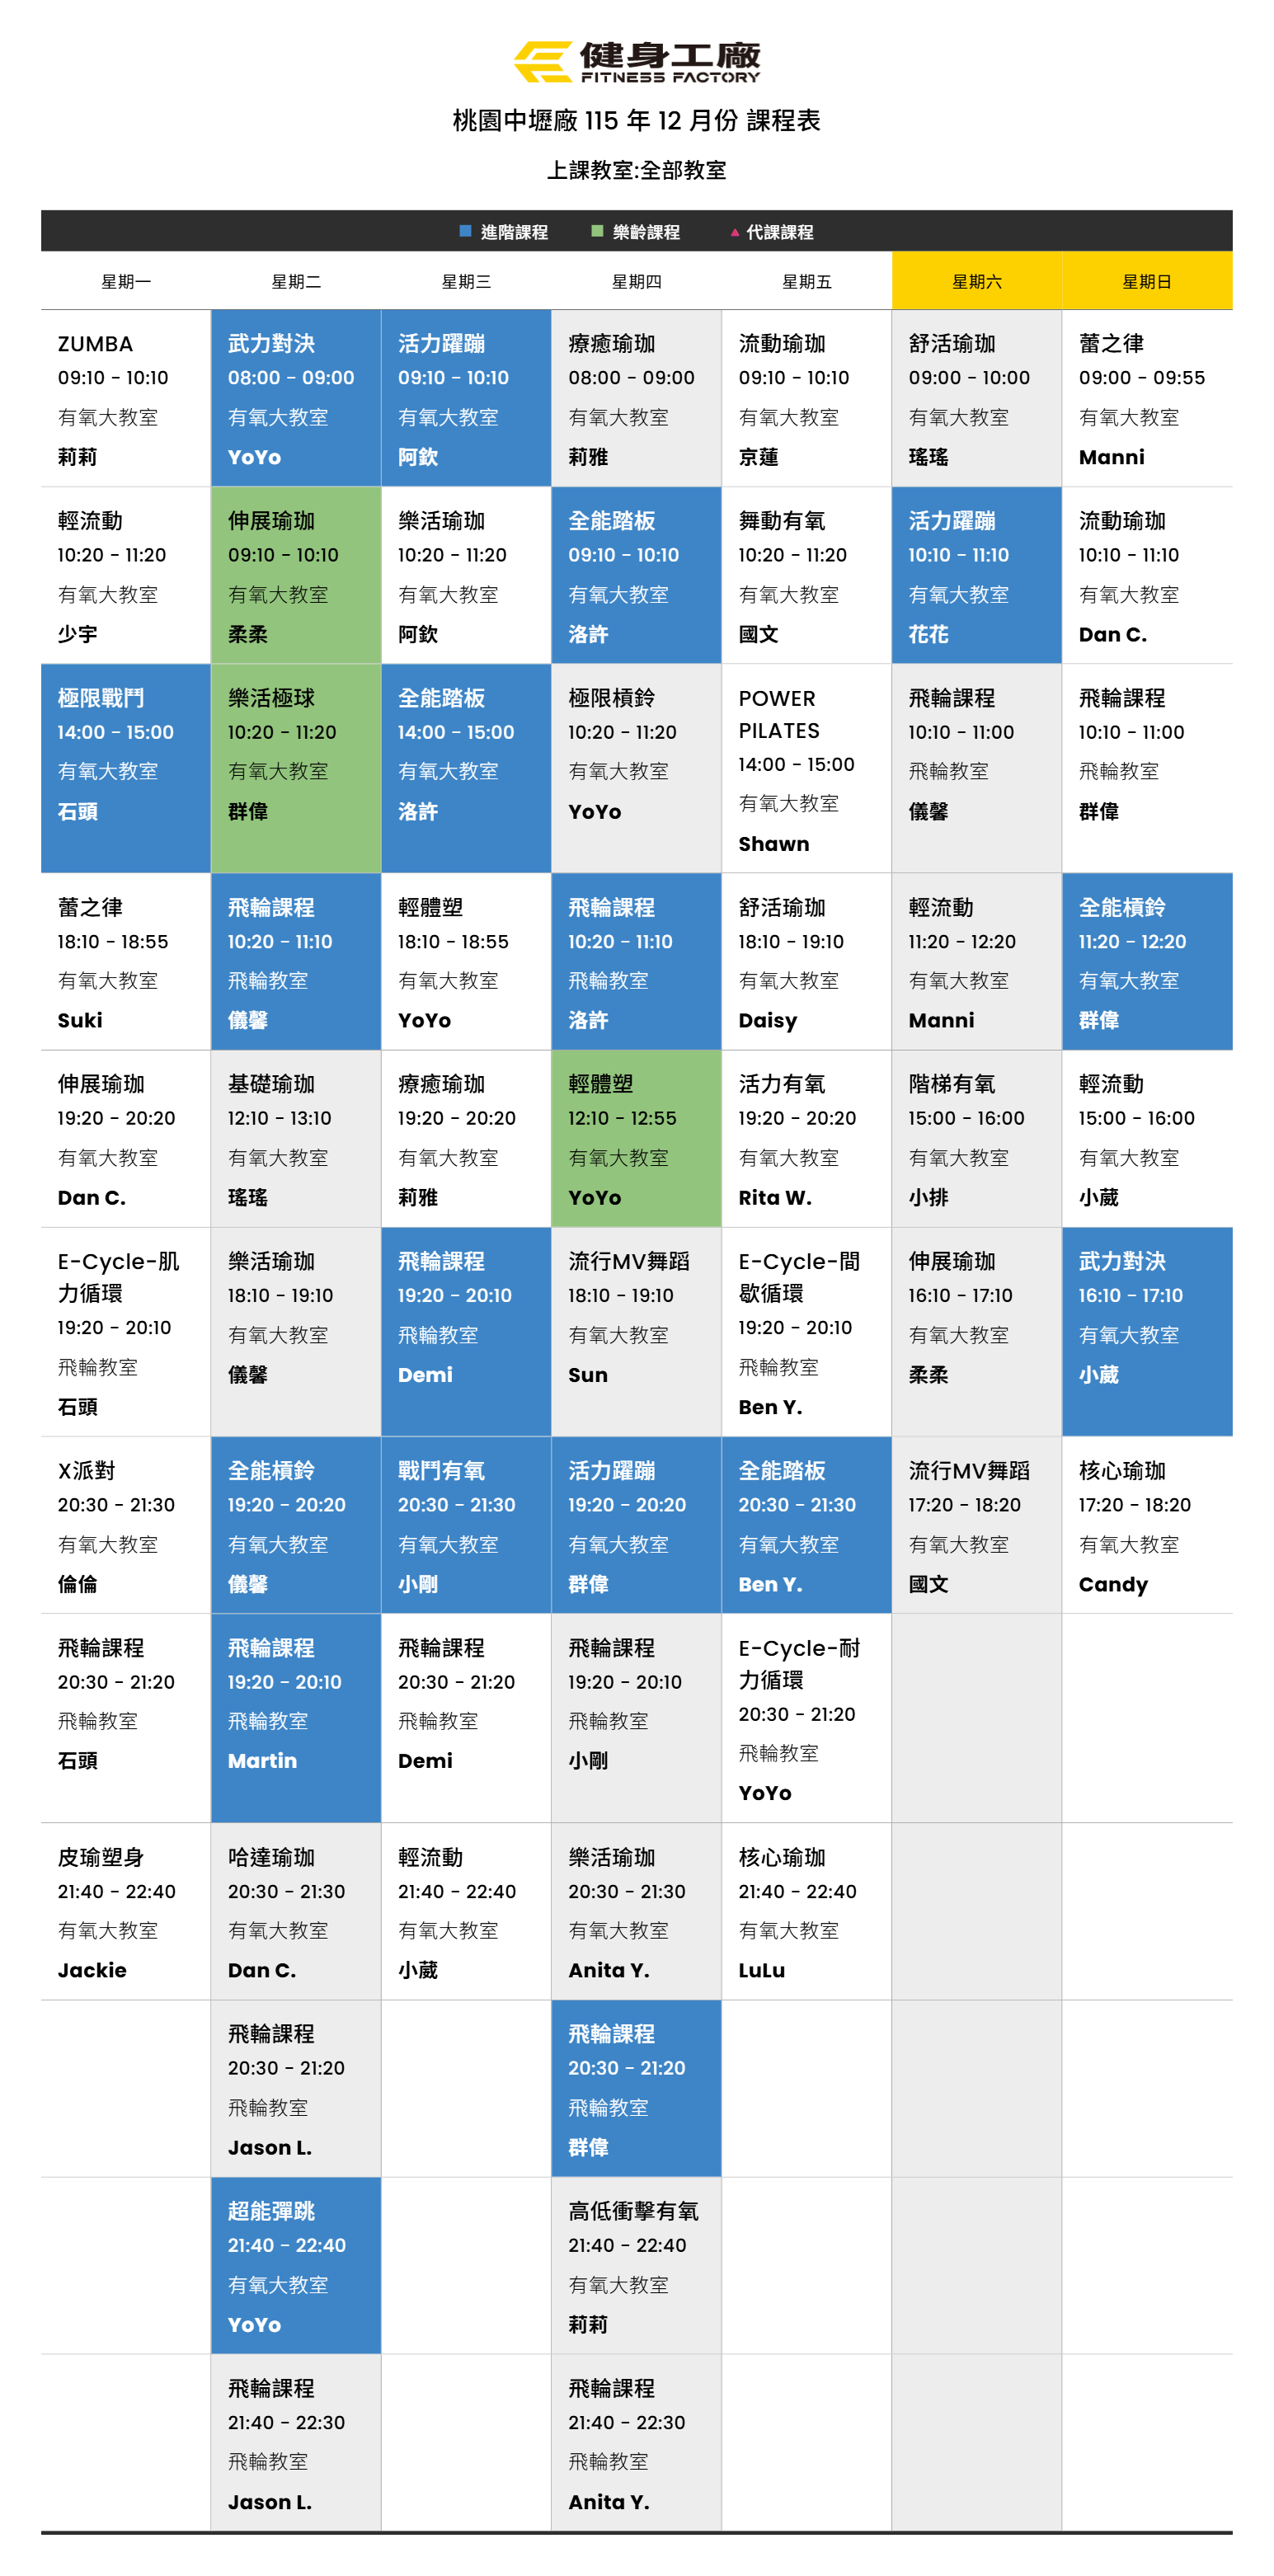 健身工廠
FITNESS FACTORY
桃園中壢廠 115 年 12 月份 課程表
上課教室:全部教室
進階課程 樂齡課程 代課課程
星期一 星期二 星期三 星期四 星期五 星期六 星期日
ZUMBA 武力對決 活力躍蹦 療癒瑜珈 流動瑜珈 舒活瑜珈 蕾之律
09:10 - 10:10 08:00 - 09:00 09:10 - 10:10 08:00 - 09:00 09:10 - 10:10 09:00 - 10:00 09:00 - 09:55
有氧大教室 有氧大教室 有氧大教室 有氧大教室 有氧大教室 有氧大教室 有氧大教室
莉莉 YoYo 阿欽 莉雅 京蓮 瑤瑤 Manni
輕流動 伸展瑜珈 樂活瑜珈 全能踏板 舞動有氧 活力躍蹦 流動瑜珈
10:20 - 11:20 09:10 - 10:10 10:20 - 11:20 09:10 - 10:10 10:20 - 11:20 10:10 - 11:10 10:10 - 11:10
有氧大教室 有氧大教室 有氧大教室 有氧大教室 有氧大教室 有氧大教室 有氧大教室
少宇 柔柔 阿欽 洛許 國文 花花 Dan C.
極限戰鬥 樂活極球 全能踏板 極限槓鈴 POWER 飛輪課程 飛輪課程
PILATES
14:00 - 15:00 10:20 - 11:20 14:00 - 15:00 10:20 - 11:20 14:00 - 15:00 10:10 - 11:00 10:10 - 11:00
有氧大教室 有氧大教室 有氧大教室 有氧大教室 有氧大教室 飛輪教室 飛輪教室
石頭 群偉 洛許 YoYo Shawn 儀馨 群偉
蕾之律 飛輪課程 輕體塑 飛輪課程 舒活瑜珈 輕流動 全能槓鈴
18:10 - 18:55 10:20 - 11:10 18:10 - 18:55 10:20 - 11:10 18:10 - 19:10 11:20 - 12:20 11:20 - 12:20
有氧大教室 飛輪教室 有氧大教室 飛輪教室 有氧大教室 有氧大教室 有氧大教室
Suki 儀馨 YoYo 洛許 Daisy Manni 群偉
伸展瑜珈 基礎瑜珈 療癒瑜珈 輕體塑 活力有氧 階梯有氧 輕流動
19:20 - 20:20 12:10 - 13:10 19:20 - 20:20 12:10 - 12:55 19:20 - 20:20 15:00 - 16:00 15:00 - 16:00
有氧大教室 有氧大教室 有氧大教室 有氧大教室 有氧大教室 有氧大教室 有氧大教室
Dan C. 瑤瑤 莉雅 YoYo Rita W. 小排 小葳
E-Cycle-肌 樂活瑜珈 飛輪課程 流行MV舞蹈 E-Cycle-間 伸展瑜珈 武力對決
力循環 歇循環
19:20 - 20:10 18:10 - 19:10 19:20 - 20:10 18:10 - 19:10 19:20 - 20:10 16:10 - 17:10 16:10 - 17:10
飛輪教室 有氧大教室 飛輪教室 有氧大教室 飛輪教室 有氧大教室 有氧大教室
石頭 儀馨 Demi Sun Ben Y. 柔柔 小葳
X派對 全能槓鈴 戰鬥有氧 活力躍蹦 全能踏板 流行MV舞蹈 核心瑜珈
20:30 - 21:30 19:20 - 20:20 20:30 - 21:30 19:20 - 20:20 20:30 - 21:30 17:20 - 18:20 17:20 - 18:20
有氧大教室 有氧大教室 有氧大教室 有氧大教室 有氧大教室 有氧大教室 有氧大教室
倫倫 儀馨 小剛 群偉 Ben Y. 國文 Candy
飛輪課程 飛輪課程 飛輪課程 飛輪課程 E-Cycle-耐
力循環
20:30 - 21:20 19:20 - 20:10 20:30 - 21:20 19:20 - 20:10 20:30 - 21:20
飛輪教室 飛輪教室 飛輪教室 飛輪教室 飛輪教室
石頭 Martin Demi 小剛 YoYo
皮瑜塑身 哈達瑜珈 輕流動 樂活瑜珈 核心瑜珈
21:40 - 22:40 20:30 - 21:30 21:40 - 22:40 20:30 - 21:30 21:40 - 22:40
有氧大教室 有氧大教室 有氧大教室 有氧大教室 有氧大教室
Jackie Dan C. 小葳 Anita Y. LuLu
飛輪課程 飛輪課程
20:30 - 21:20 20:30 - 21:20
飛輪教室 飛輪教室
Jason L. 群偉
超能彈跳 高低衝擊有氧
21:40 - 22:40 21:40 - 22:40
有氧大教室 有氧大教室
YoYo 莉莉
飛輪課程 飛輪課程
21:40 - 22:30 21:40 - 22:30
飛輪教室 飛輪教室
Jason L. Anita Y.